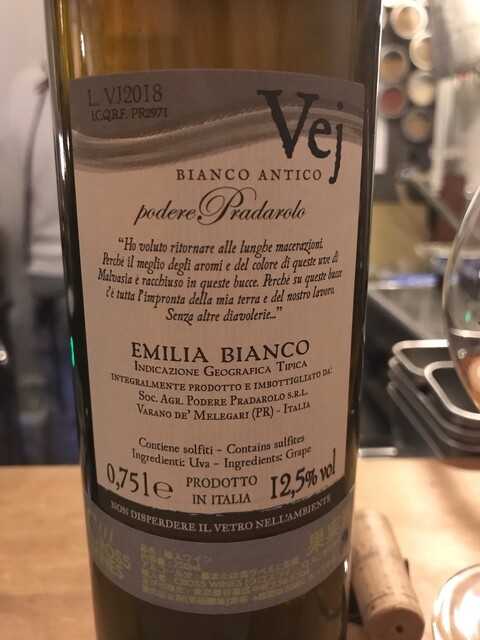 L. VJ2018
I.C.Q.R.F. PR2971
Vej
BIANCO ANTICO
podere Pradarolo
“Ho voluto ritornare alle lunghe macerazioni.
Perché il meglio degli aromi e del colore di queste uve di
Malvasia è racchiuso in queste bucce. Perché su queste bucce
c'è tutta l'impronta della mia terra e del nostro lavoro.
Senza altre diavolerie...”
EMILIA BIANCO
INDICAZIONE GEOGRAFICA TIPICA
INTEGRALMENTE PRODOTTO E IMBOTTIGLIATO DA:
SOC. AGR. PODERE PRADAROLO S.R.L.
VARANO DE' MELEGARI (PR) - ITALIA
Contiene solfiti - Contains sulfites
Ingredienti: Uva - Ingredients: Grape
0,75l e PRODOTTO IN ITALIA 12,5% vol
NON DISPERDERE IL VETRO NELL'AMBIENTE
CROSS
WINES